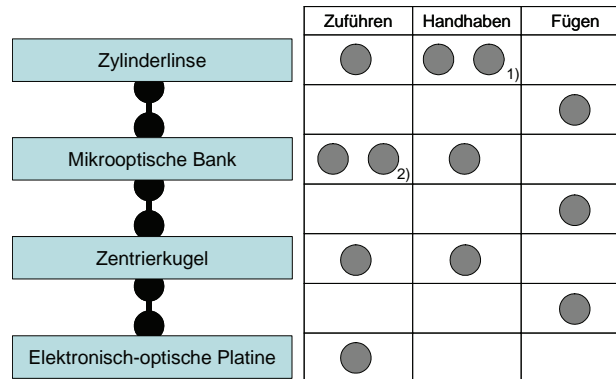 Zuführen Handhaben Fügen
Zylinderlinse
1)
Mikrooptische Bank
2)
Zentrierkugel
Elektronisch-optische Platine